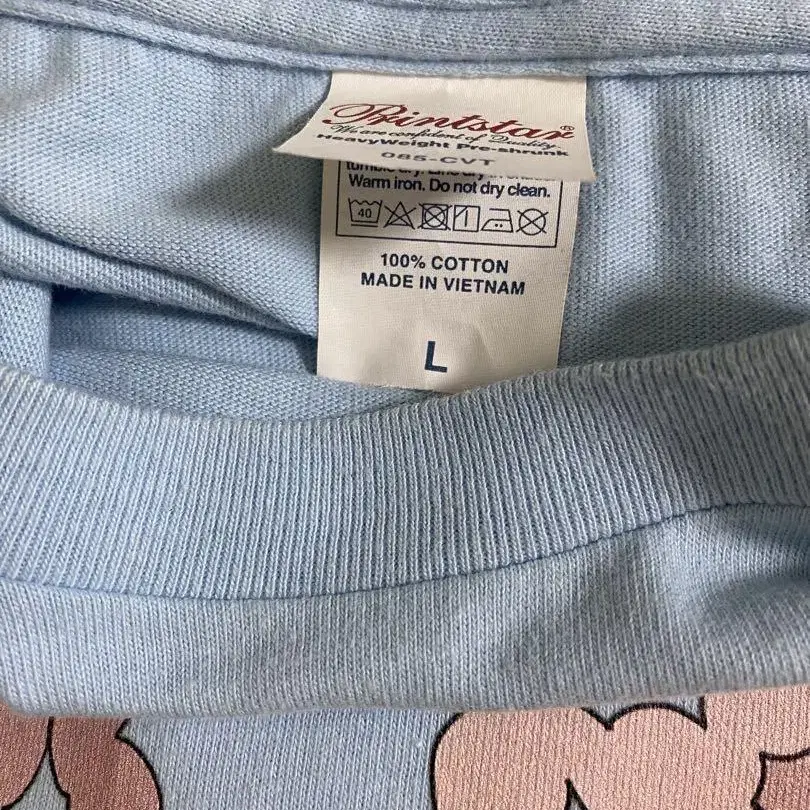 Printstar®
We are confident of Quality.
HeavyWeight Pre-shrunk
085-CVT
Warm iron. Do not dry clean.
40
100% COTTON
MADE IN VIETNAM
L